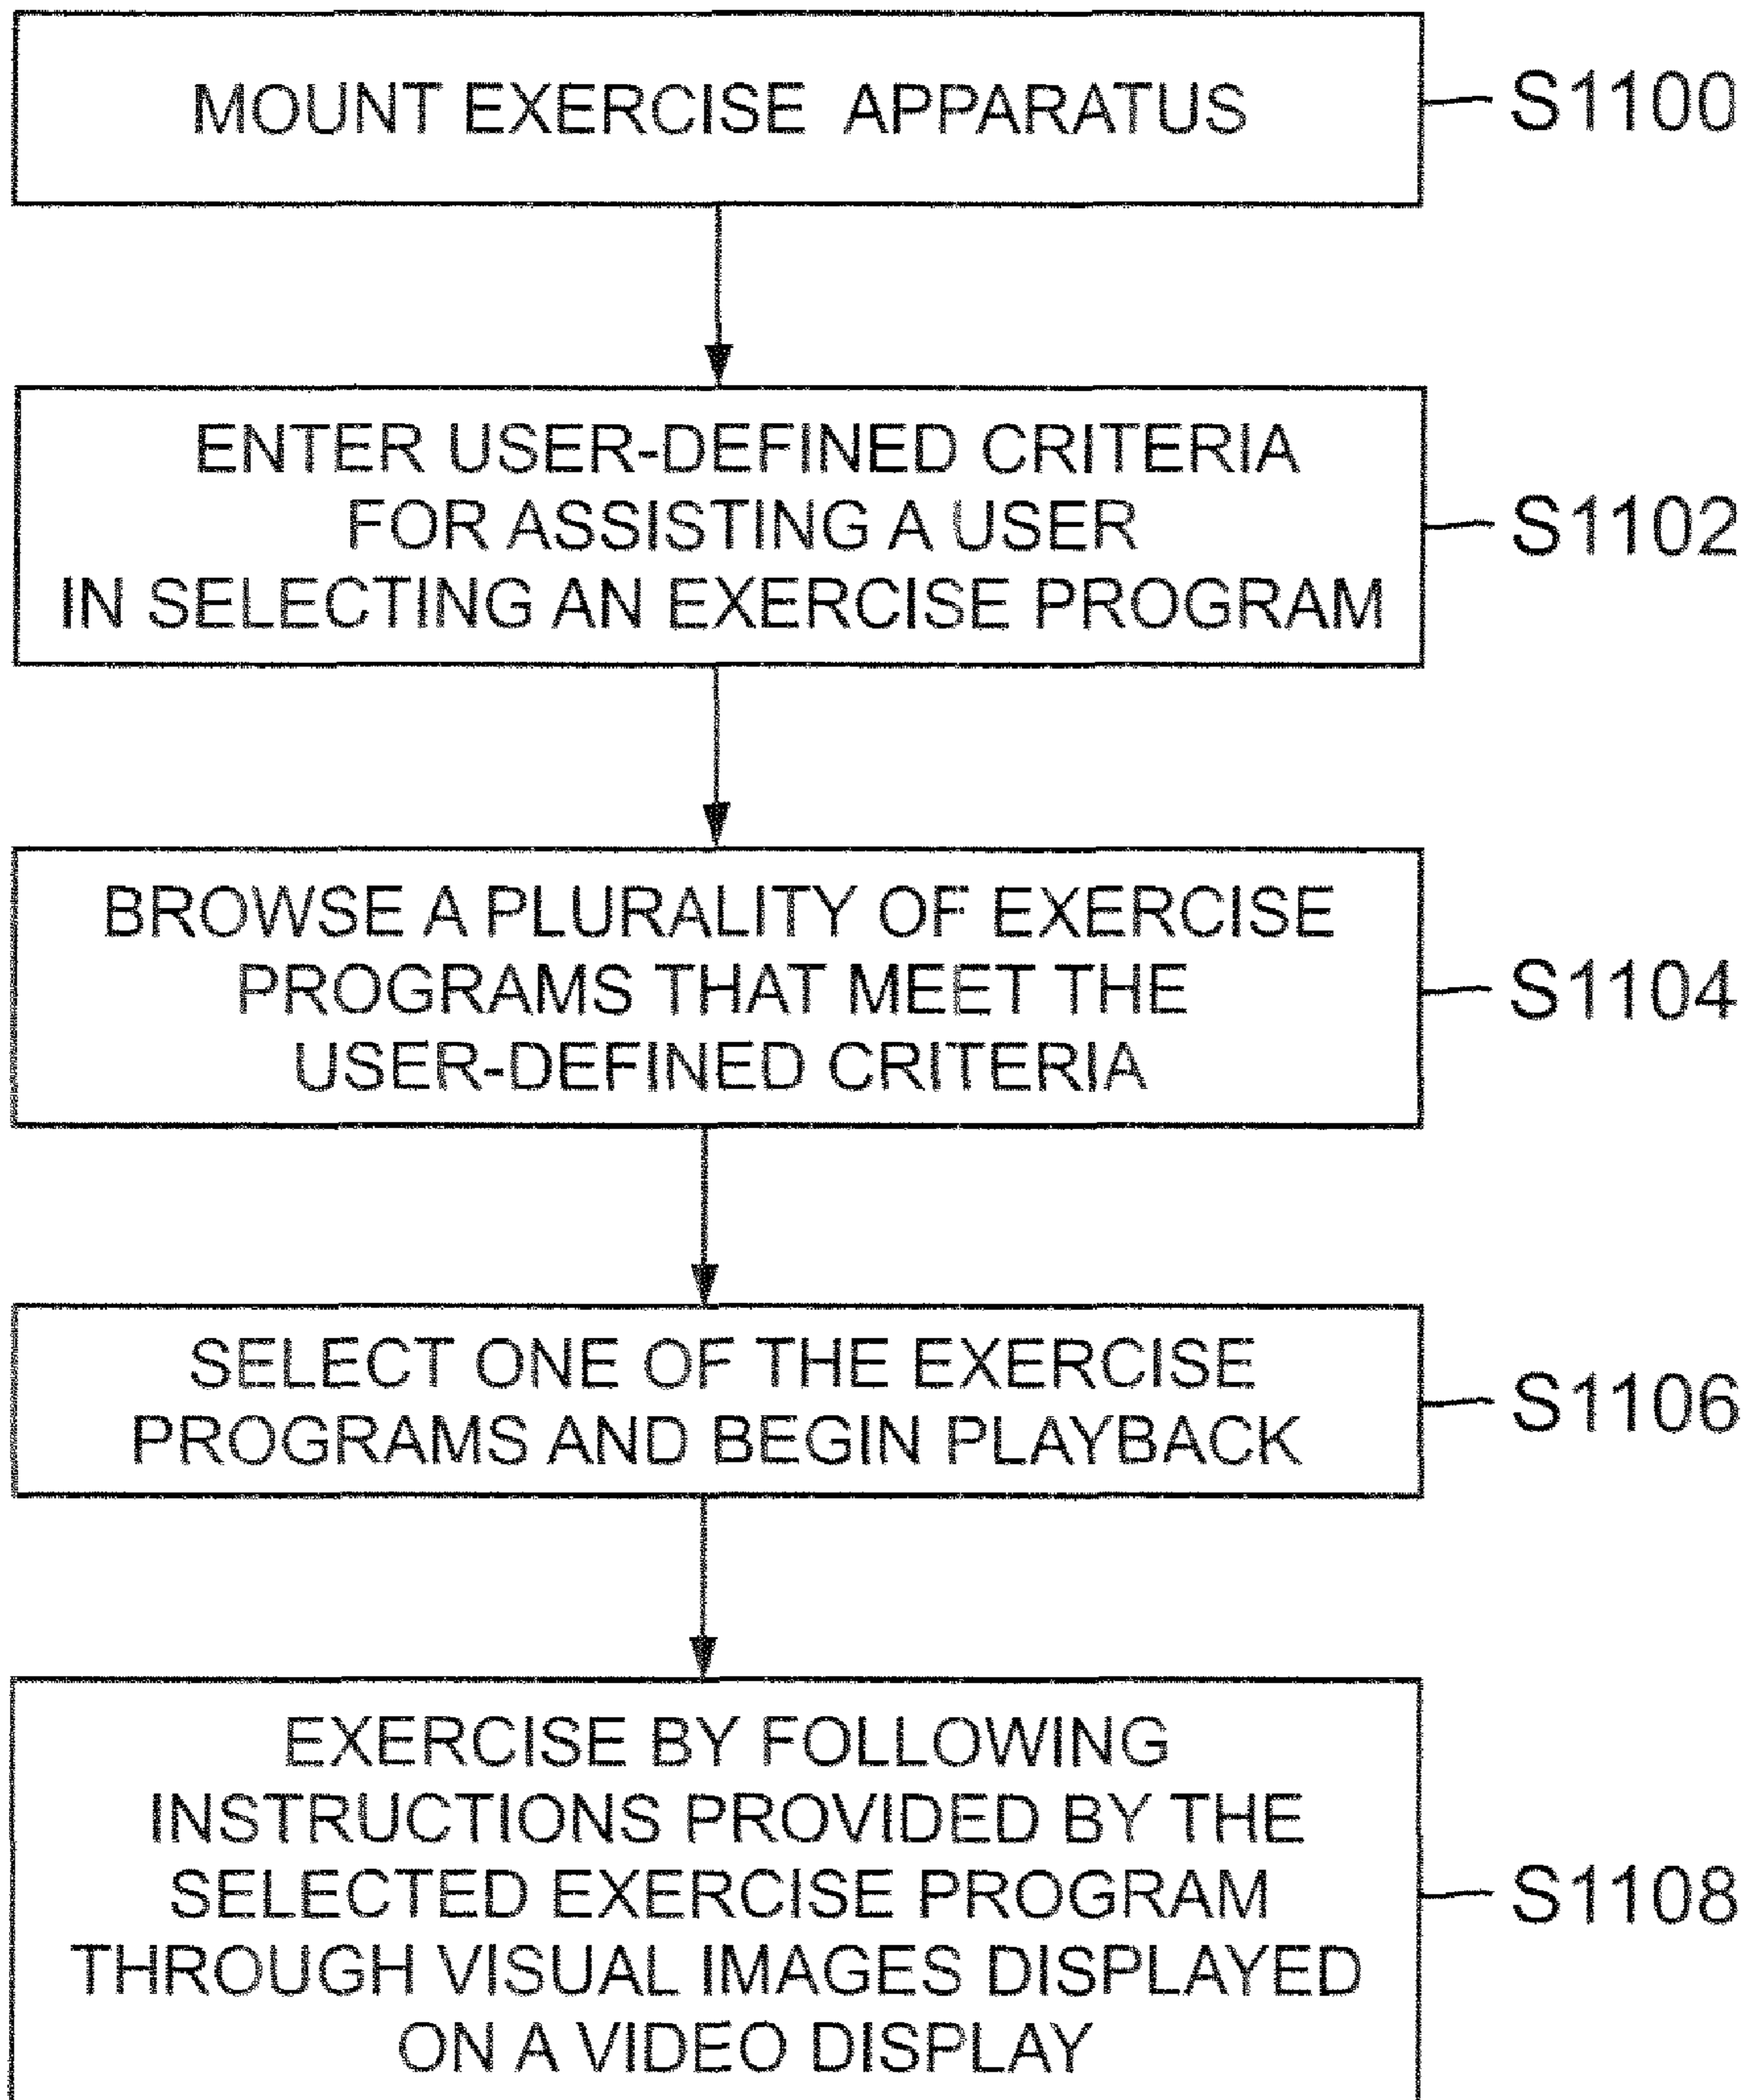 MOUNT EXERCISE APPARATUS
S1100
ENTER USER-DEFINED CRITERIA
FOR ASSISTING A USER
IN SELECTING AN EXERCISE PROGRAM
S1102
BROWSE A PLURALITY OF EXERCISE
PROGRAMS THAT MEET THE
USER-DEFINED CRITERIA
S1104
SELECT ONE OF THE EXERCISE
PROGRAMS AND BEGIN PLAYBACK
S1106
EXERCISE BY FOLLOWING
INSTRUCTIONS PROVIDED BY THE
SELECTED EXERCISE PROGRAM
THROUGH VISUAL IMAGES DISPLAYED
ON A VIDEO DISPLAY
S1108